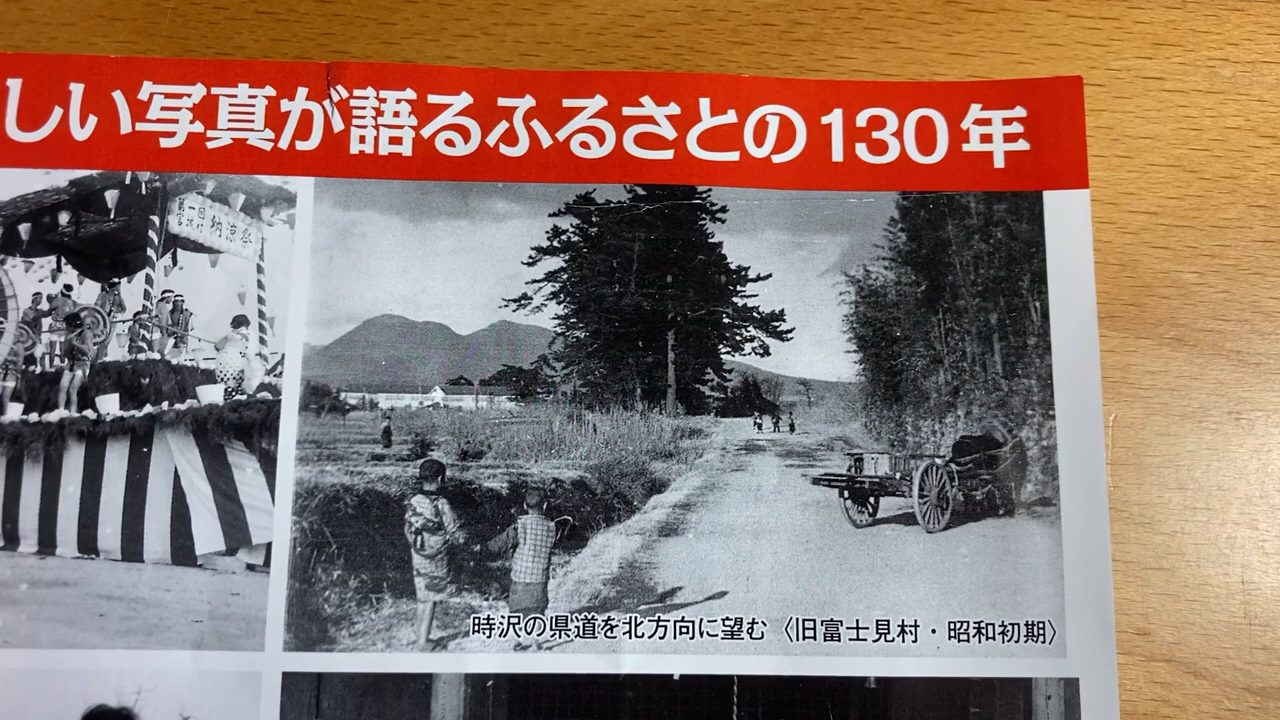 しい写真が語るふるさとの130年
納涼祭
時沢の県道を北方向に望む〈旧富士見村・昭和初期〉